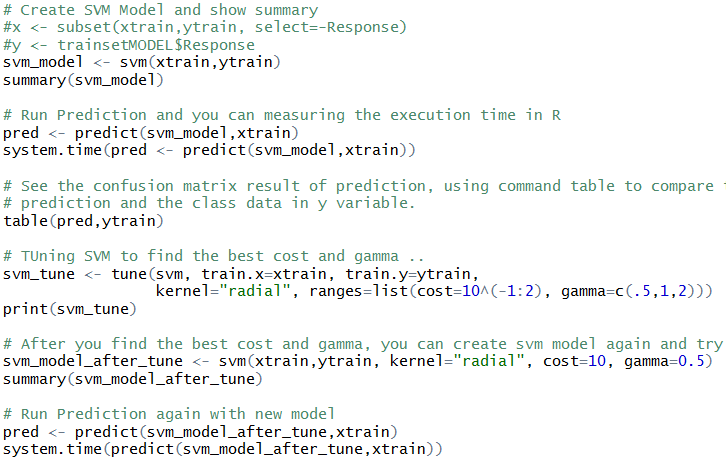 # Create SVM Model and show summary
#x <- subset(xtrain,ytrain, select=-Response)
#y <- trainsetMODEL$Response
svm_model <- svm(xtrain,ytrain)
summary(svm_model)
# Run Prediction and you can measuring the execution time in R
pred <- predict(svm_model,xtrain)
system.time(pred <- predict(svm_model,xtrain))
# See the confusion matrix result of prediction, using command table to compare
# prediction and the class data in y variable.
table(pred,ytrain)
# TUning SVM to find the best cost and gamma ..
svm_tune <- tune(svm, train.x=xtrain, train.y=ytrain,
kernel="radial", ranges=list(cost=10^(-1:2), gamma=c(.5,1,2)))
print(svm_tune)
# After you find the best cost and gamma, you can create svm model again and try
svm_model_after_tune <- svm(xtrain,ytrain, kernel="radial", cost=10, gamma=0.5)
summary(svm_model_after_tune)
# Run Prediction again with new model
pred <- predict(svm_model_after_tune,xtrain)
system.time(predict(svm_model_after_tune,xtrain))